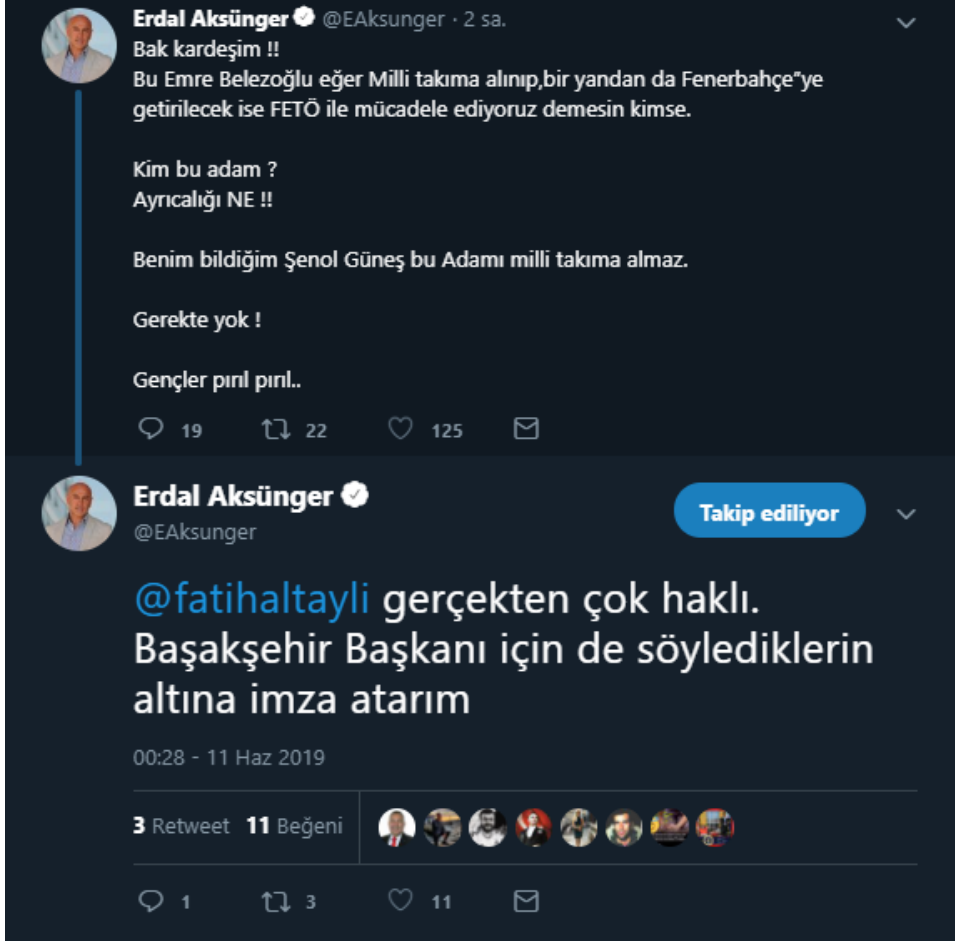 Erdal Aksünger @EAksunger · 2 sa.
Bak kardeşim !!
Bu Emre Belezoğlu eğer Milli takıma alınıp,bir yandan da Fenerbahçe"ye
getirilecek ise FETÖ ile mücadele ediyoruz demesin kimse.
Kim bu adam ?
Ayrıcalığı NE !!
Benim bildiğim Şenol Güneş bu Adamı milli takıma almaz.
Gerekte yok !
Gençler pırıl pırıl..
19 22 125
Erdal Aksünger
@EAksunger
Takip ediliyor
@fatihaltayli gerçekten çok haklı.
Başakşehir Başkanı için de söylediklerin
altına imza atarım
00:28 - 11 Haz 2019
3 Retweet 11 Beğeni
1 3 11